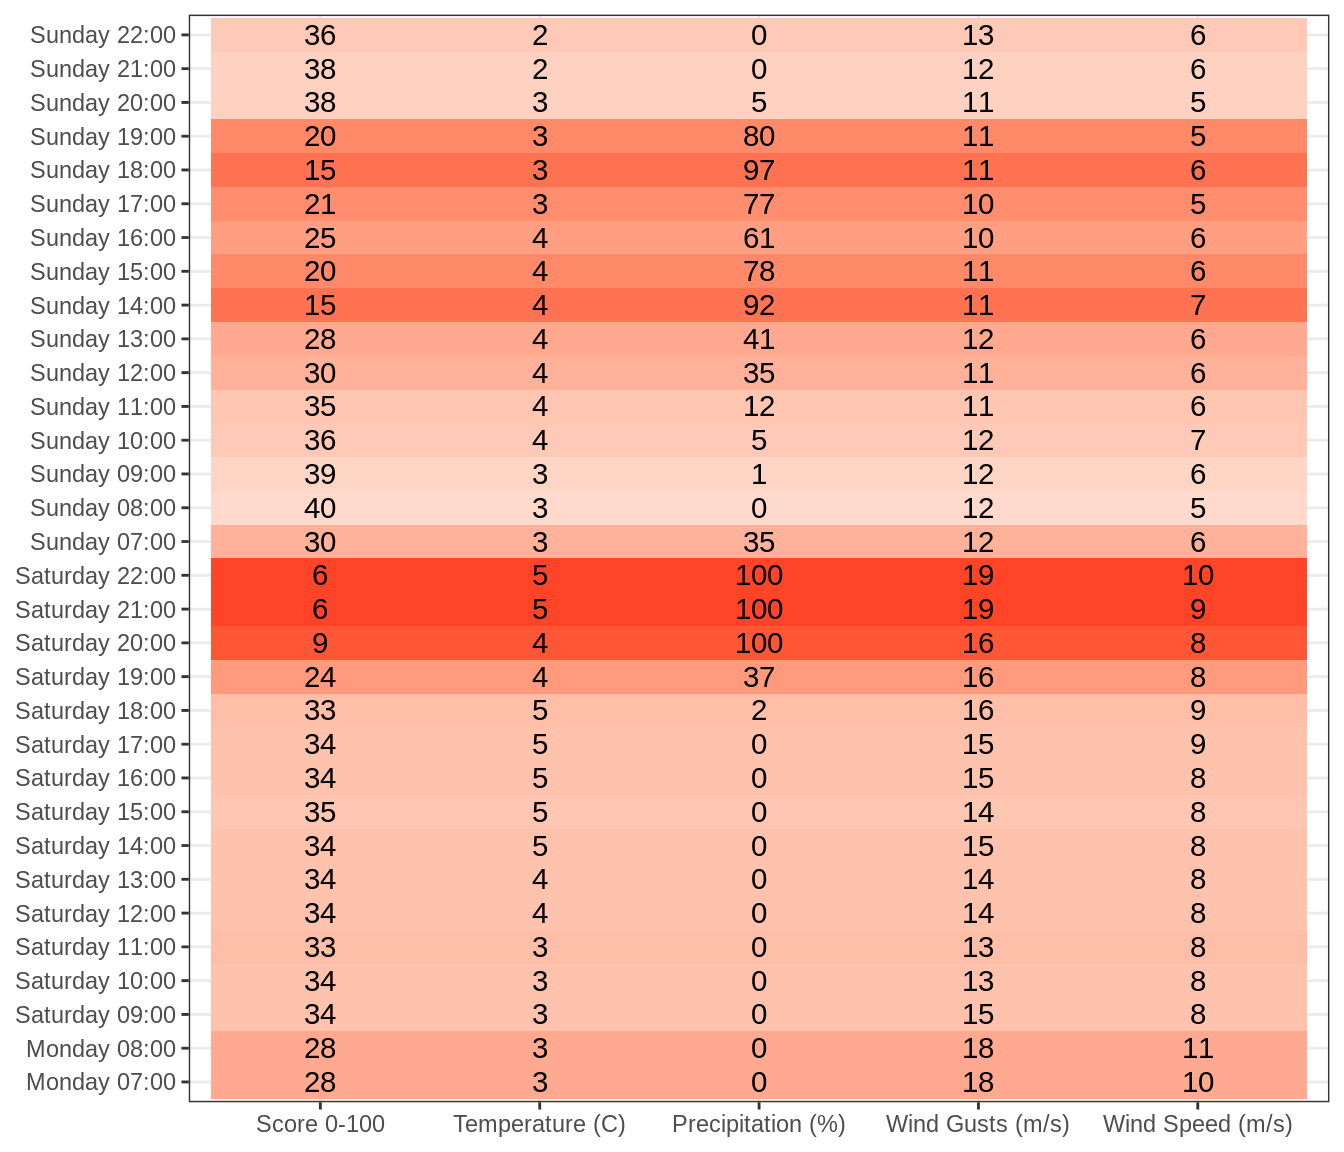 Sunday 22:00 36 2 0 13 6
Sunday 21:00 38 2 0 12 6
Sunday 20:00 38 3 5 11 5
Sunday 19:00 20 3 80 11 5
Sunday 18:00 15 3 97 11 6
Sunday 17:00 21 3 77 10 5
Sunday 16:00 25 4 61 10 6
Sunday 15:00 20 4 78 11 6
Sunday 14:00 15 4 92 11 7
Sunday 13:00 28 4 41 12 6
Sunday 12:00 30 4 35 11 6
Sunday 11:00 35 4 12 11 6
Sunday 10:00 36 4 5 12 7
Sunday 09:00 39 3 1 12 6
Sunday 08:00 40 3 0 12 5
Sunday 07:00 30 3 35 12 6
Saturday 22:00 6 5 100 19 10
Saturday 21:00 6 5 100 19 9
Saturday 20:00 9 4 100 16 8
Saturday 19:00 24 4 37 16 8
Saturday 18:00 33 5 2 16 9
Saturday 17:00 34 5 0 15 9
Saturday 16:00 34 5 0 15 8
Saturday 15:00 35 5 0 14 8
Saturday 14:00 34 5 0 15 8
Saturday 13:00 34 4 0 14 8
Saturday 12:00 34 4 0 14 8
Saturday 11:00 33 3 0 13 8
Saturday 10:00 34 3 0 13 8
Saturday 09:00 34 3 0 15 8
Monday 08:00 28 3 0 18 11
Monday 07:00 28 3 0 18 10
Score 0-100 Temperature (C) Precipitation (%) Wind Gusts (m/s) Wind Speed (m/s)